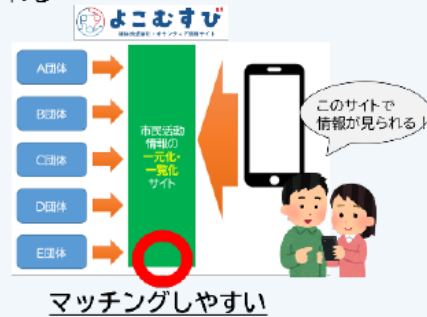 よこむすび
A団体
B団体
C団体
D団体
E団体
市民活動
情報の
一元化・
一覧化
サイト
このサイトで
情報が見られる
マッチングしやすい